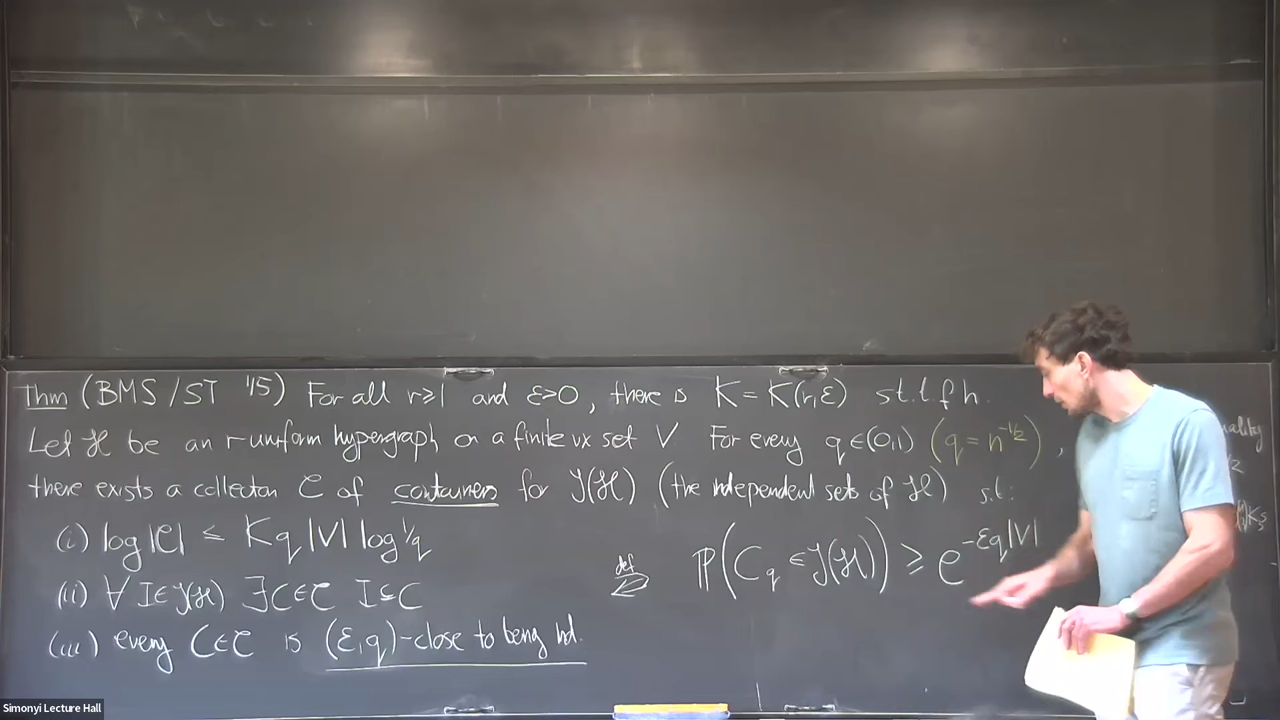 Thm (BMS/ST '15) For all r≥1 and ε>0, there is K=K(r,ε) s.t.t.f.h.
Let ℋ be an r-uniform hypergraph on a finite vx set V. For every q∈(0,1) (q=n^{-1/2}),
there exists a collection 𝒞 of containers for ℐ(ℋ) (the independent sets of ℋ) s.t:
(i) log|𝒞| ≤ Kq|V|log 1/q
(ii) ∀ I∈ℐ(ℋ) ∃C∈𝒞 I⊆C
(iii) every C∈𝒞 is (ε,q)-close to being ind.
def
ℙ(C_q ∈ ℐ(ℋ)) ≥ e^{-εq|V|}
Simonyi Lecture Hall